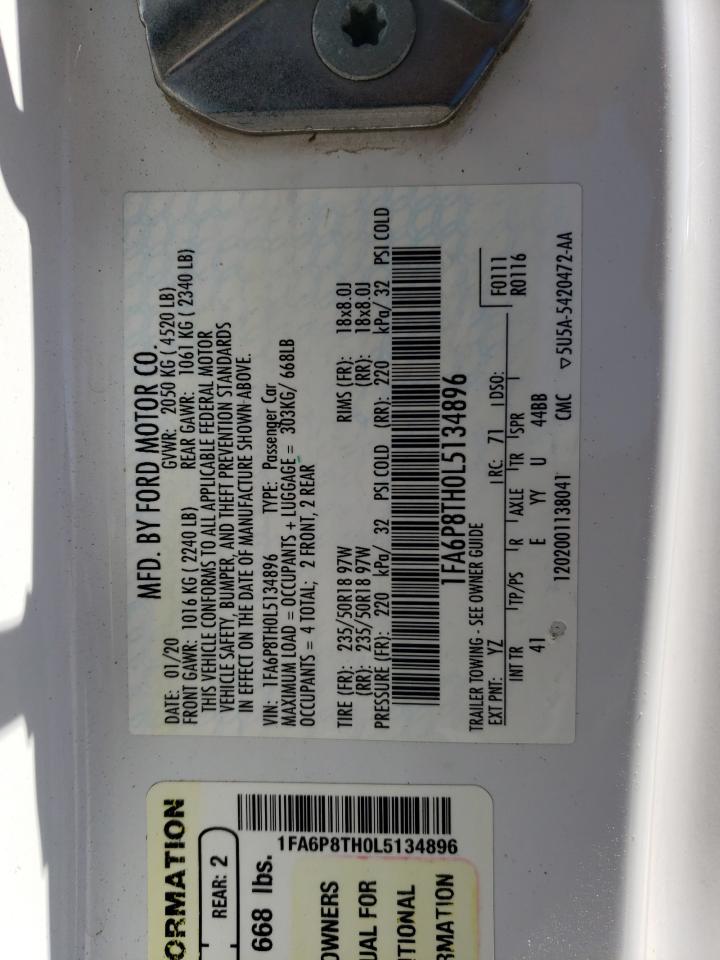 MFD. BY FORD MOTOR CO.
DATE: 01/20 GVWR: 2050 KG ( 4520 LB)
FRONT GAWR: 1016 KG ( 2240 LB) REAR GAWR: 1061 KG ( 2340 LB)
THIS VEHICLE CONFORMS TO ALL APPLICABLE FEDERAL MOTOR
VEHICLE SAFETY, BUMPER, AND THEFT PREVENTION STANDARDS
IN EFFECT ON THE DATE OF MANUFACTURE SHOWN ABOVE.
VIN: 1FA6P8TH0L5134896 TYPE: Passenger Car
MAXIMUM LOAD = OCCUPANTS + LUGGAGE = 303KG/ 668LB
OCCUPANTS = 4 TOTAL; 2 FRONT, 2 REAR
TIRE (FR): 235/50R18 97W RIMS (FR): 18x8.0J
(RR): 235/50R18 97W (RR): 18x8.0J
PRESSURE (FR): 220 kPa/ 32 PSI COLD (RR): 220 kPa/ 32 PSI COLD
1FA6P8TH0L5134896
TRAILER TOWING - SEE OWNER GUIDE F0111
EXT PNT: YZ RC: 71 DSO: R0116
INT TR TP/PS R AXLE TR SPR
41 E YY U 44BB
1202001138041 CMC ▽5U5A-5420472-AA
ORMATION
REAR: 2
668 lbs.
1FA6P8TH0L5134896
OWNERS
UAL FOR
TIONAL
RMATION